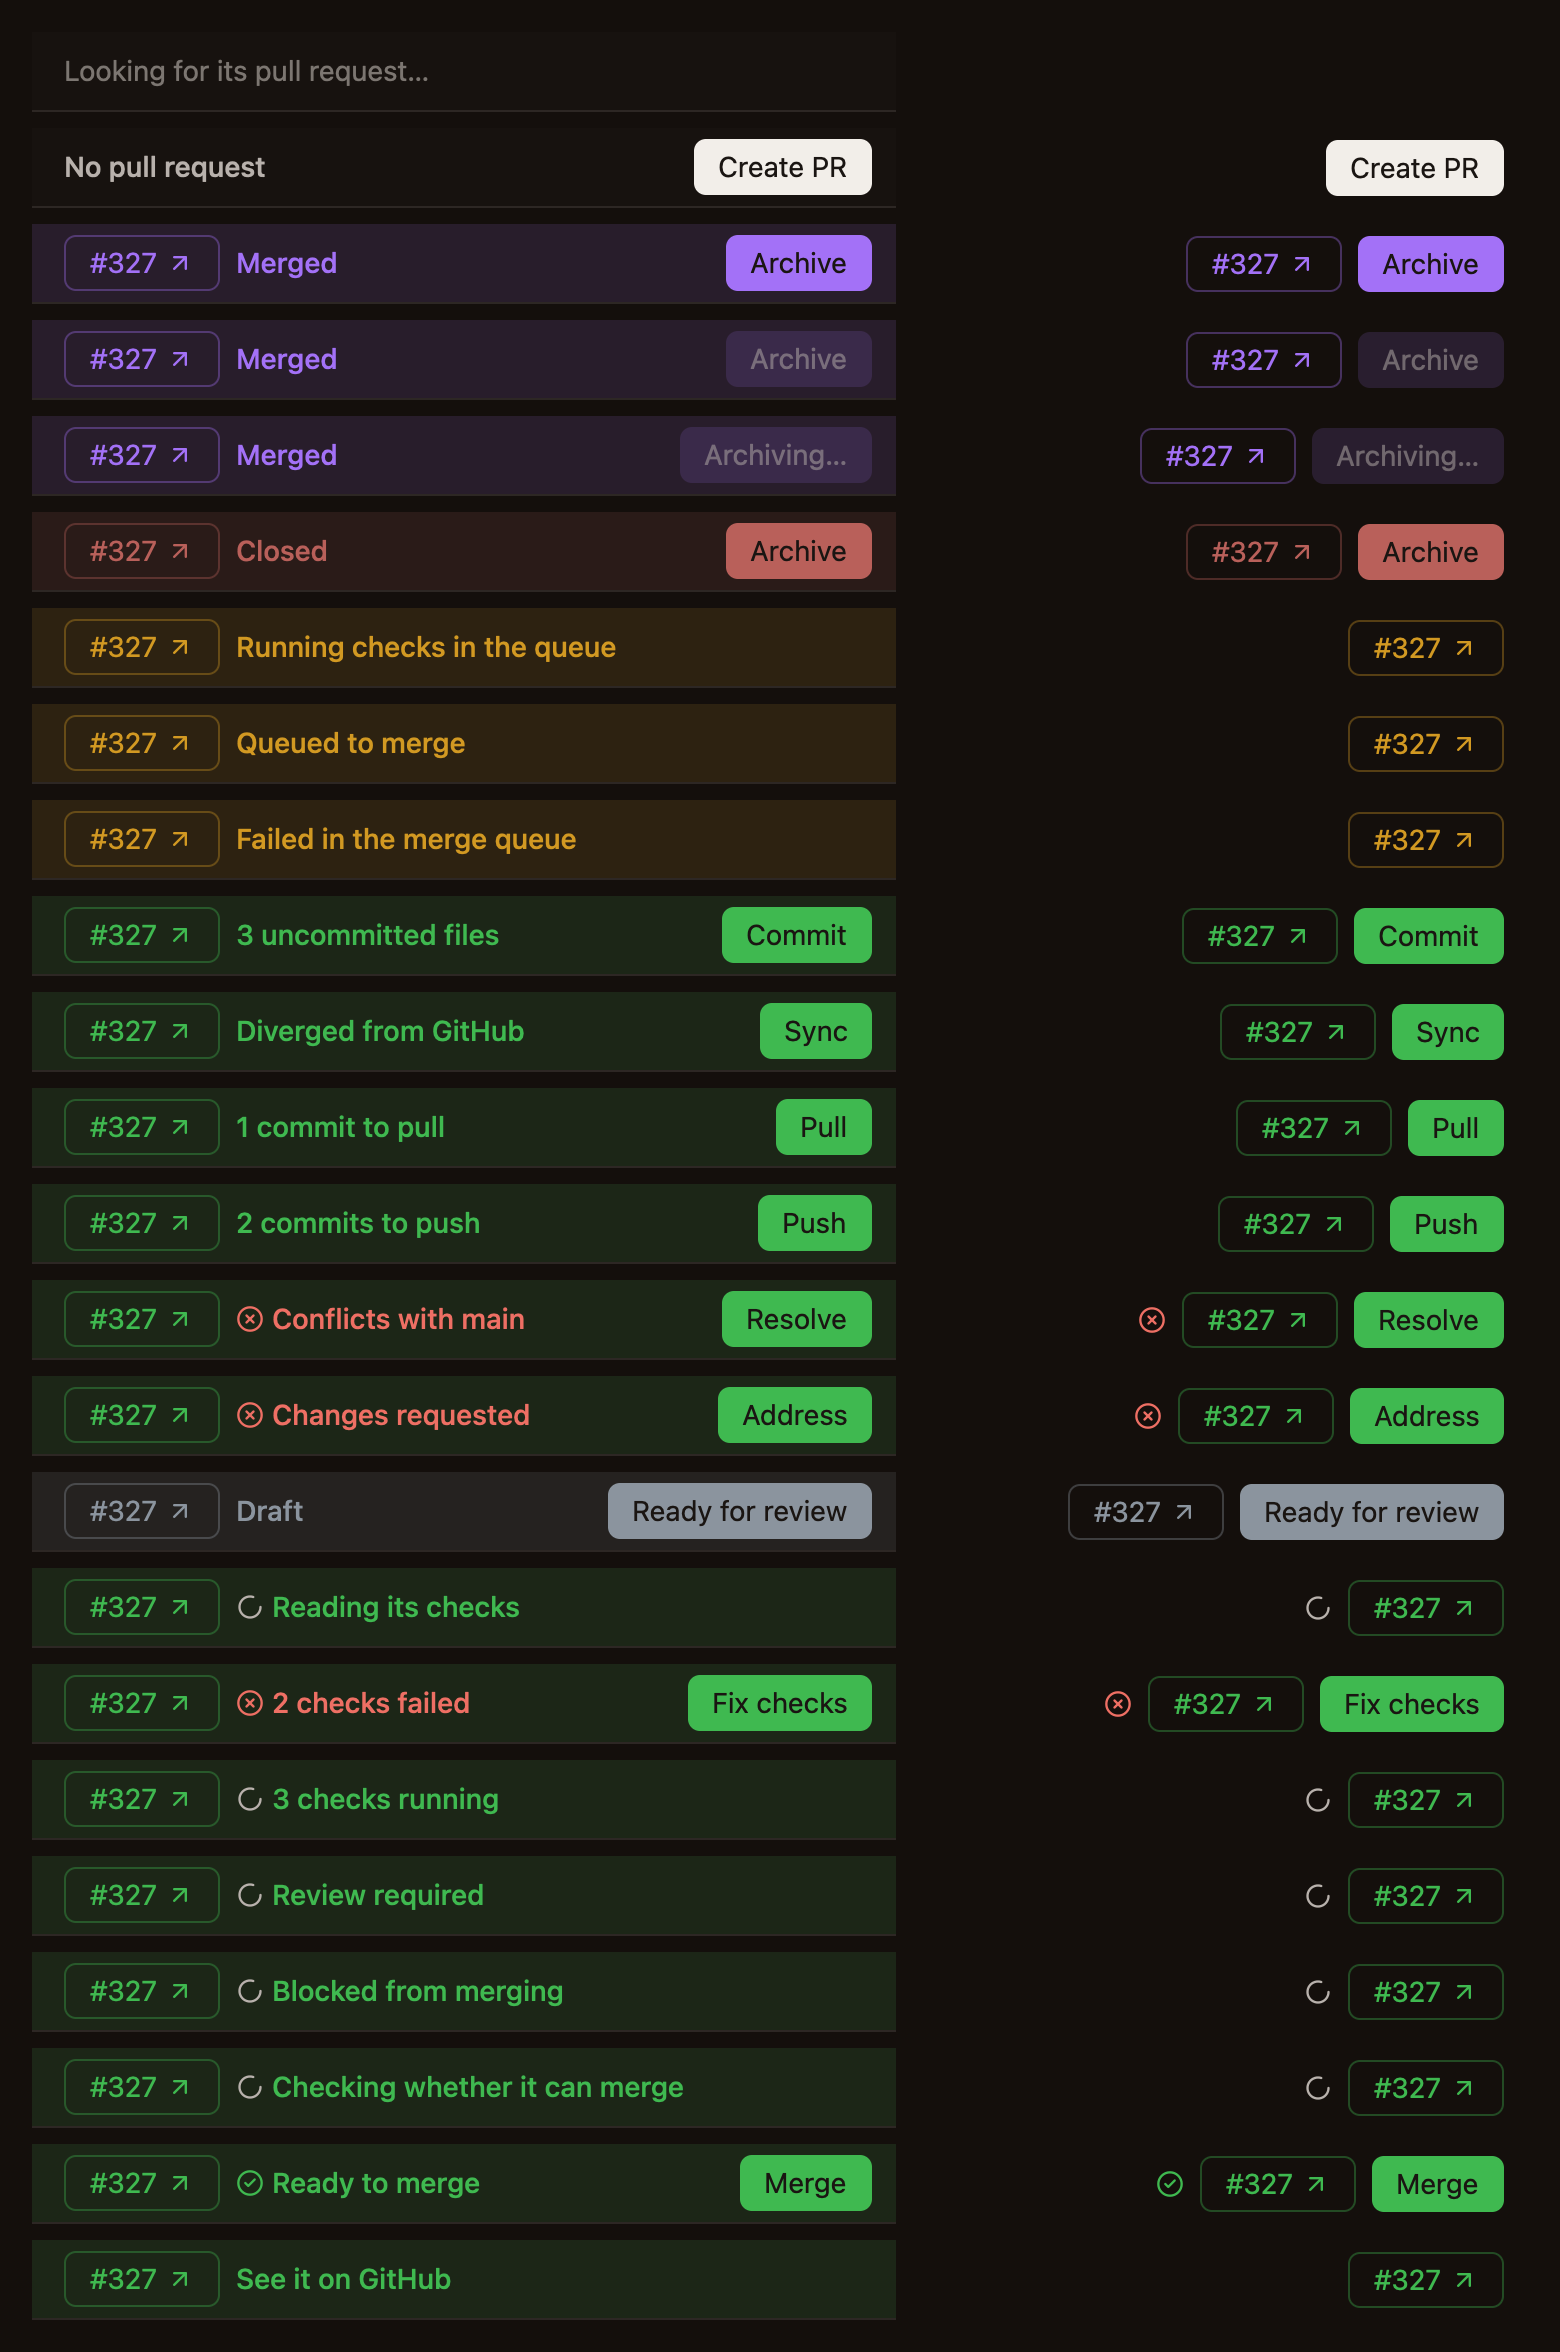 Looking for its pull request...
No pull request Create PR Create PR
#327 Merged Archive #327 Archive
#327 Merged Archive #327 Archive
#327 Merged Archiving... #327 Archiving...
#327 Closed Archive #327 Archive
#327 Running checks in the queue #327
#327 Queued to merge #327
#327 Failed in the merge queue #327
#327 3 uncommitted files Commit #327 Commit
#327 Diverged from GitHub Sync #327 Sync
#327 1 commit to pull Pull #327 Pull
#327 2 commits to push Push #327 Push
#327 Conflicts with main Resolve #327 Resolve
#327 Changes requested Address #327 Address
#327 Draft Ready for review #327 Ready for review
#327 Reading its checks #327
#327 2 checks failed Fix checks #327 Fix checks
#327 3 checks running #327
#327 Review required #327
#327 Blocked from merging #327
#327 Checking whether it can merge #327
#327 Ready to merge Merge #327 Merge
#327 See it on GitHub #327